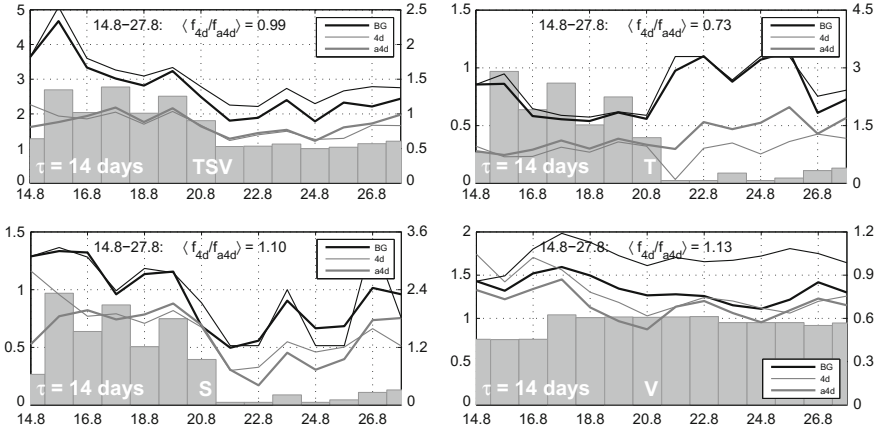 5 2.5
14.8−27.8: ⟨ f4d/fa4d⟩ = 0.99
BG
4d
a4d
4 2
3 1.5
2 1
1 0.5
0 0
τ = 14 days TSV
14.8 16.8 18.8 20.8 22.8 24.8 26.8
1.5 4.5
14.8−27.8: ⟨ f4d/fa4d⟩ = 0.73
BG
4d
a4d
1 3
0.5 1.5
0 0
τ = 14 days T
14.8 16.8 18.8 20.8 22.8 24.8 26.8
1.5 3.6
14.8−27.8: ⟨ f4d/fa4d⟩ = 1.10
BG
4d
a4d
1 2.4
0.5 1.2
0 0
τ = 14 days S
14.8 16.8 18.8 20.8 22.8 24.8 26.8
2 1.2
14.8−27.8: ⟨ f4d/fa4d⟩ = 1.13
1.5 0.9
1 0.6
0.5 0.3
0 0
BG
4d
a4d
τ = 14 days V
14.8 16.8 18.8 20.8 22.8 24.8 26.8